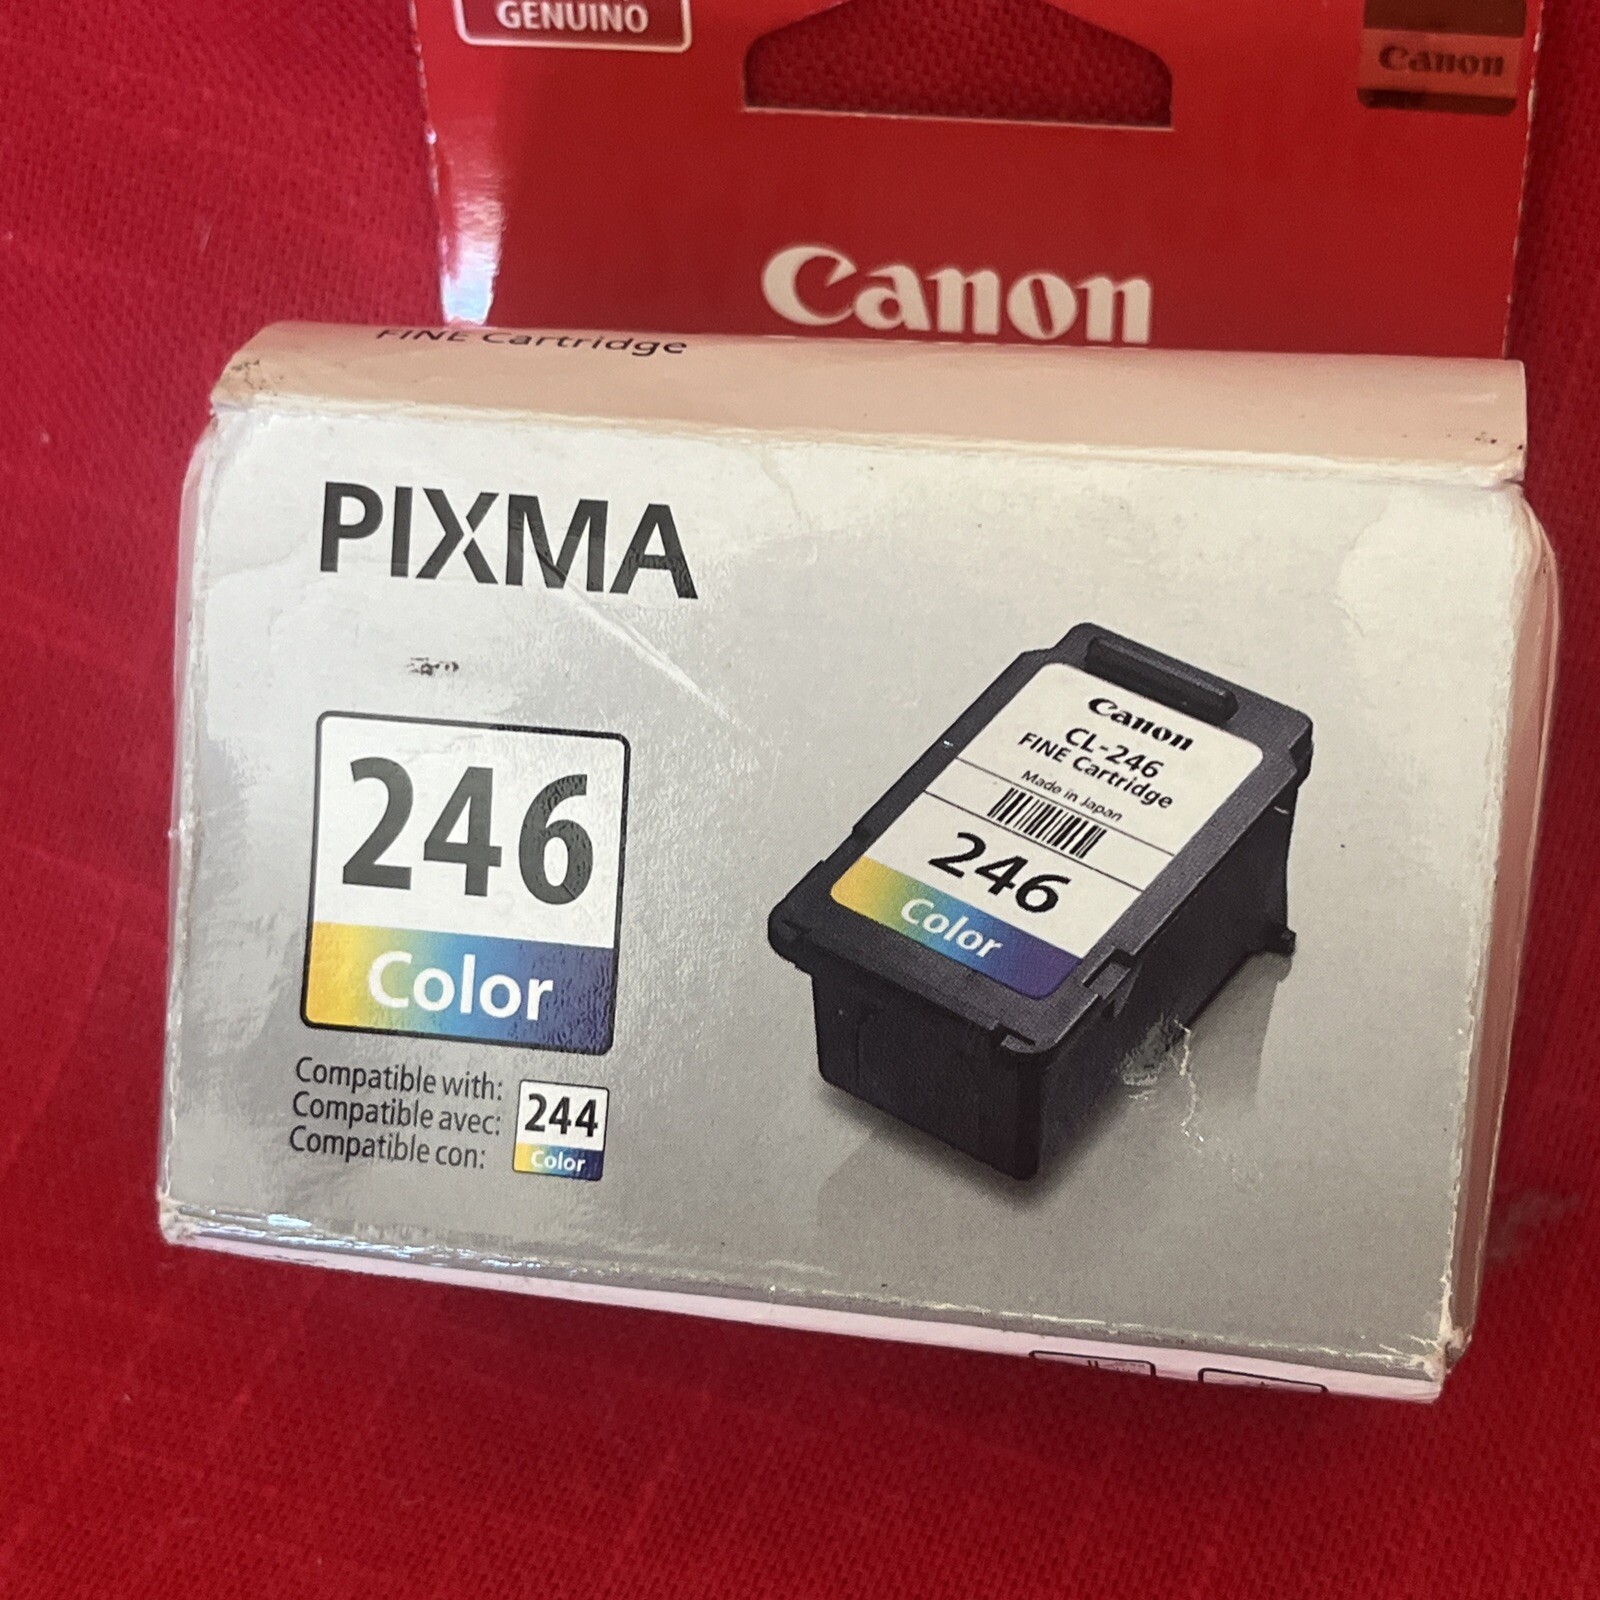 GENUINO
Canon
Canon
FINE Cartridge
PIXMA
246
Color
Compatible with:
Compatible avec:
Compatible con:
244
Color
Canon
CL-246
FINE Cartridge
Made in Japan
246
Color